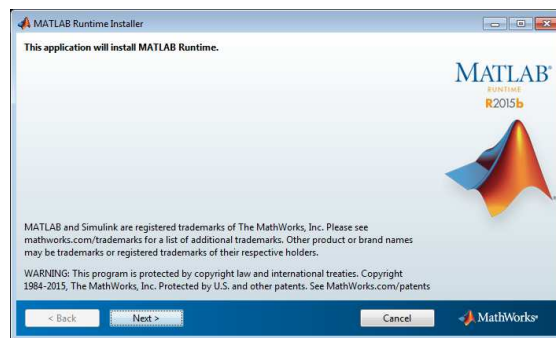 MATLAB Runtime Installer
This application will install MATLAB Runtime.
MATLAB®
RUNTIME
R2015b
MATLAB and Simulink are registered trademarks of The MathWorks, Inc. Please see
mathworks.com/trademarks for a list of additional trademarks. Other product or brand names
may be trademarks or registered trademarks of their respective holders.
WARNING: This program is protected by copyright law and international treaties. Copyright
1984-2015, The MathWorks, Inc. Protected by U.S. and other patents. See MathWorks.com/patents
< Back
Next >
Cancel
MathWorks®